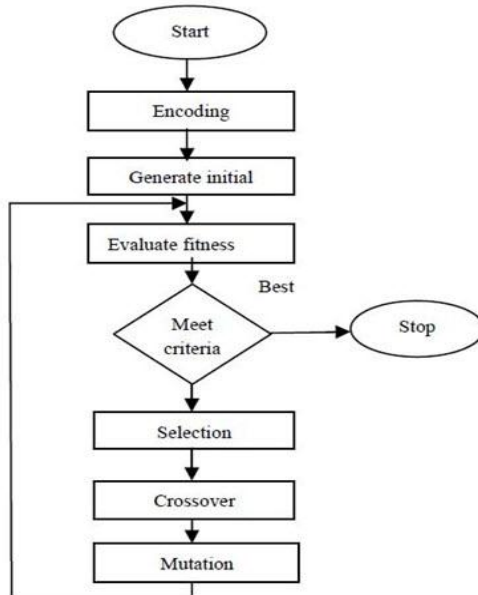 Start
Encoding
Generate initial
Evaluate fitness
Best
Meet
criteria
Stop
Selection
Crossover
Mutation